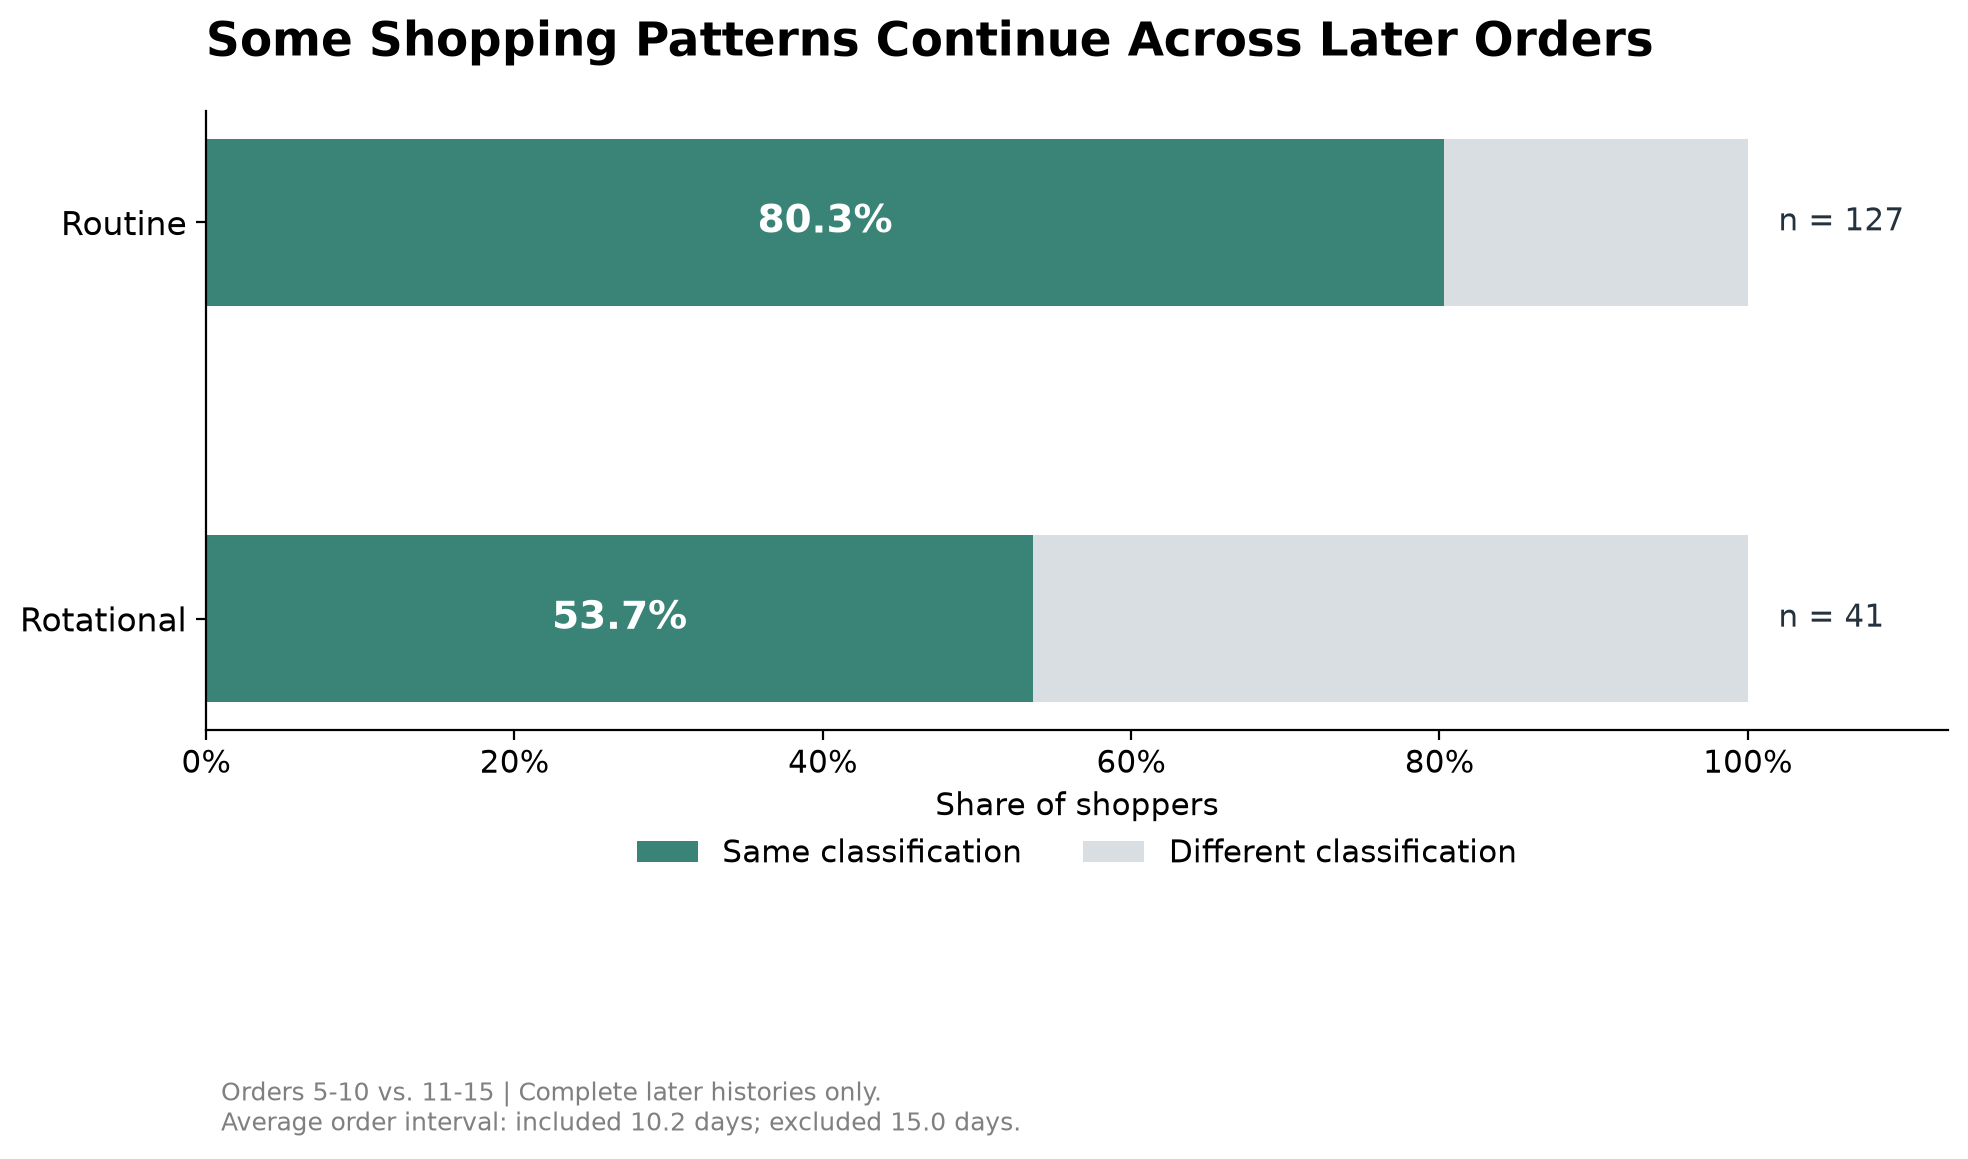 Some Shopping Patterns Continue Across Later Orders
Routine
80.3%
n = 127
Rotational
53.7%
n = 41
0%
20%
40%
60%
80%
100%
Share of shoppers
Same classification
Different classification
Orders 5-10 vs. 11-15 | Complete later histories only.
Average order interval: included 10.2 days; excluded 15.0 days.